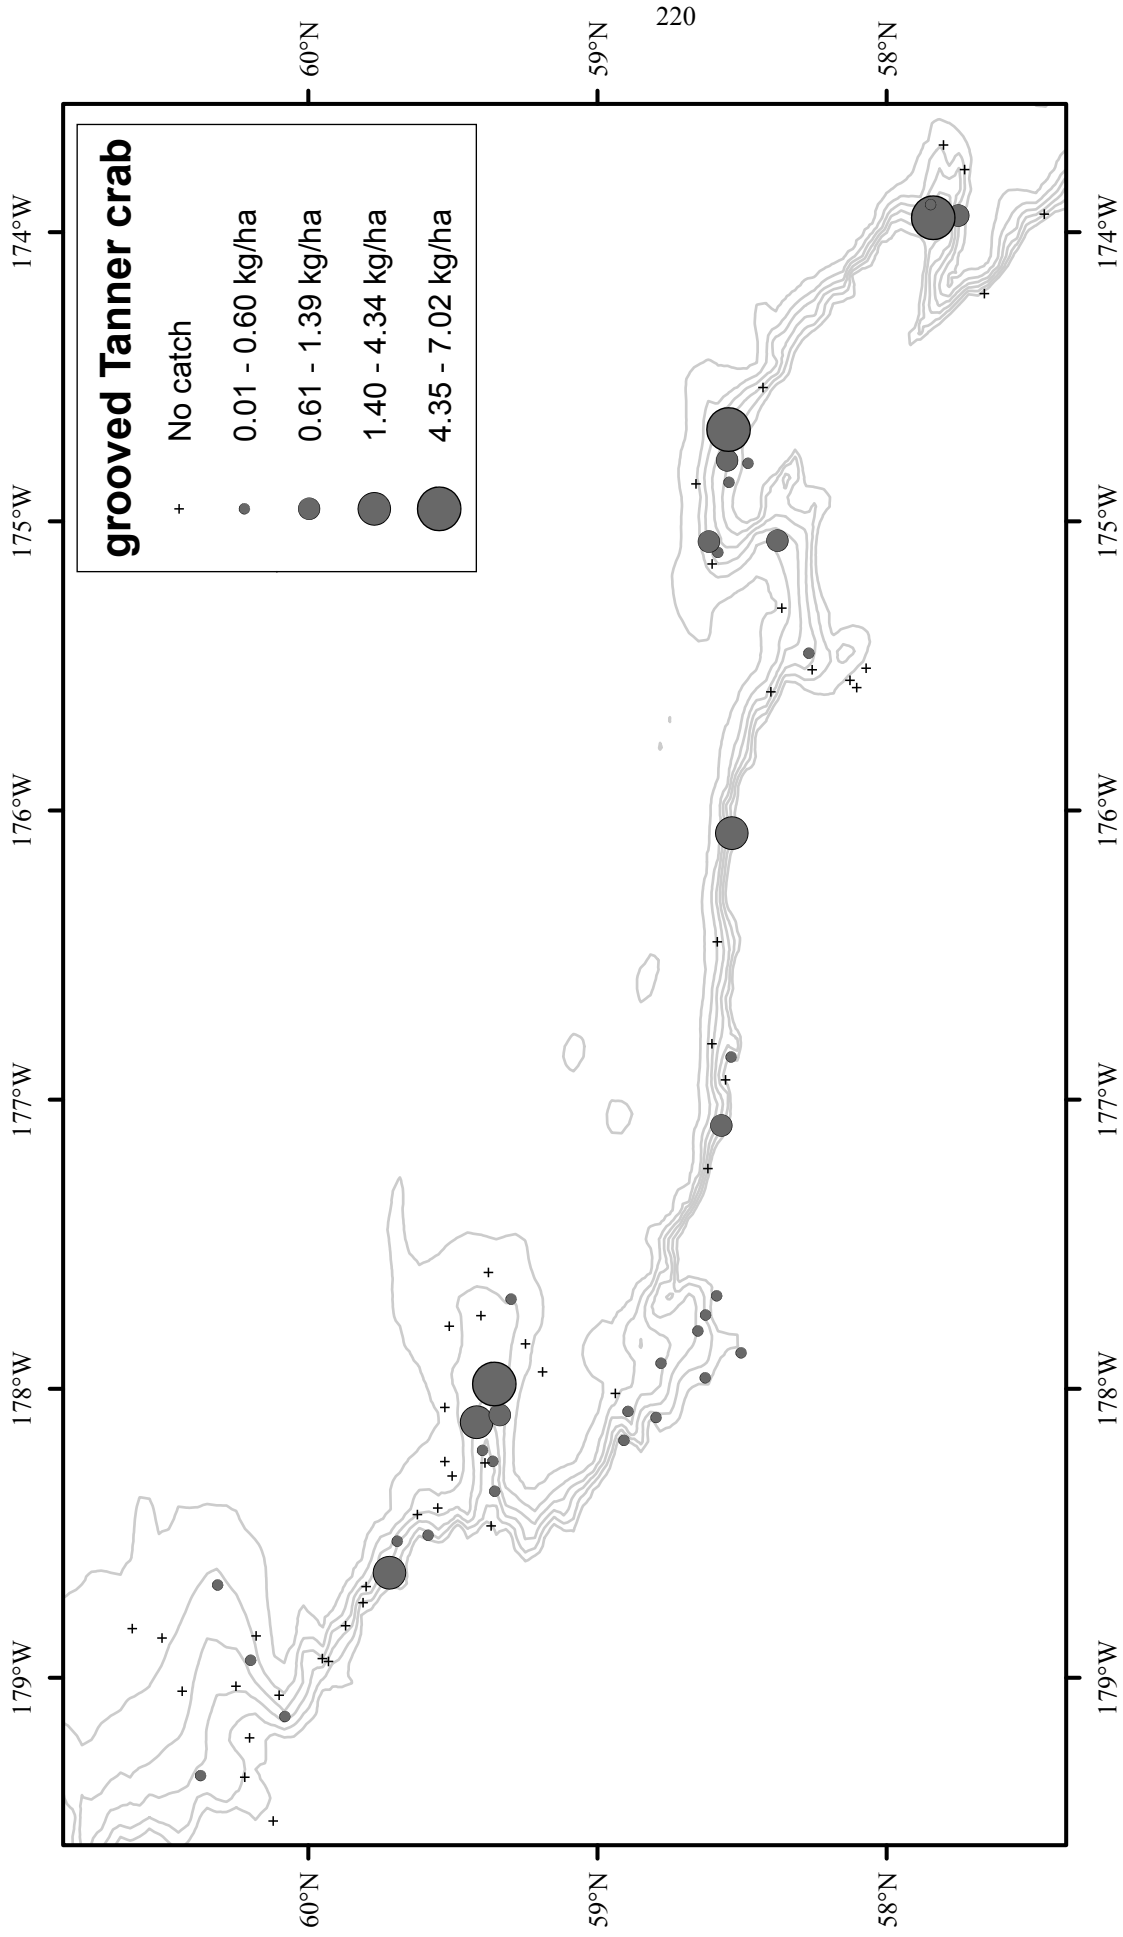 grooved Tanner crab
No catch
0.01 - 0.60 kg/ha
0.61 - 1.39 kg/ha
1.40 - 4.34 kg/ha
4.35 - 7.02 kg/ha
179°W
178°W
177°W
176°W
175°W
174°W
60°N
60°N
59°N
59°N
58°N
58°N
179°W
178°W
177°W
176°W
175°W
174°W
220